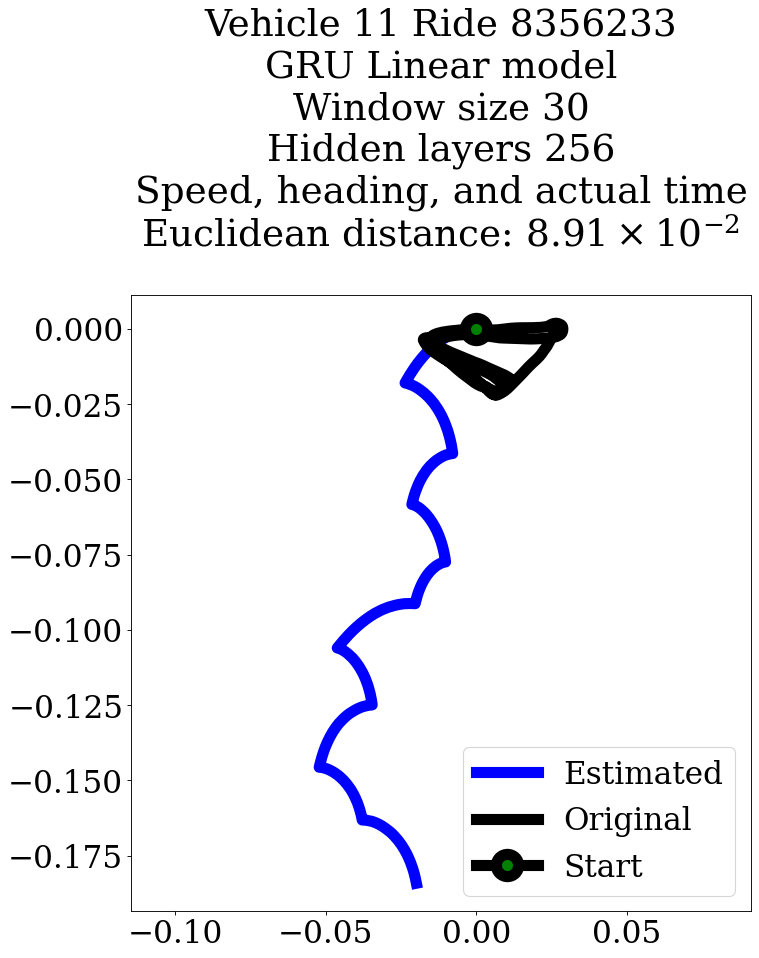 Vehicle 11 Ride 8356233
GRU Linear model
Window size 30
Hidden layers 256
Speed, heading, and actual time
Euclidean distance: 8.91 × 10⁻²
0.000
−0.025
−0.050
−0.075
−0.100
−0.125
−0.150
−0.175
Estimated
Original
Start
−0.10 −0.05 0.00 0.05